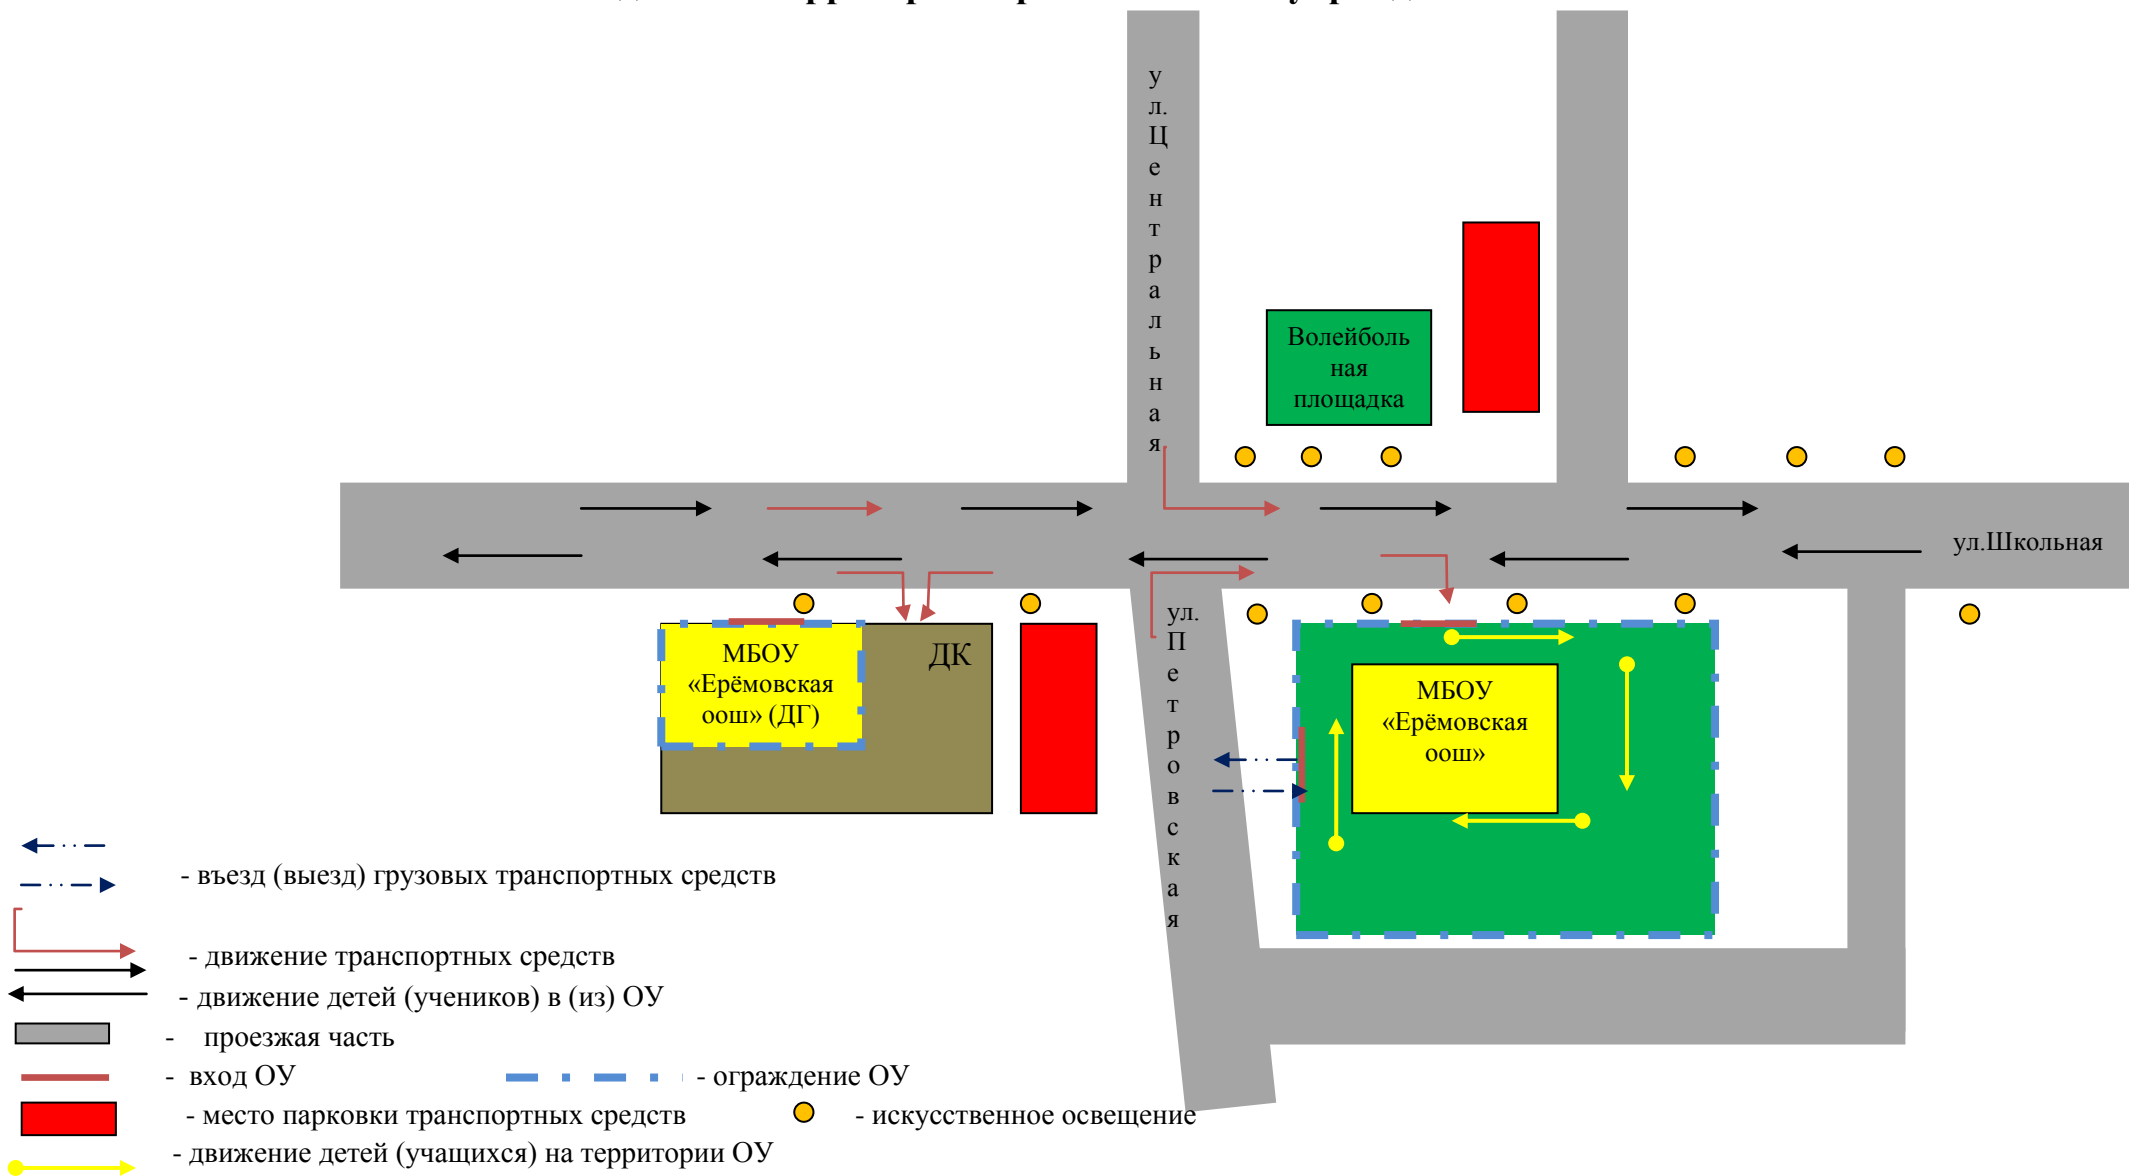 ул.Центральная
Волейболь
ная
площадка
ул.Школьная
ул.
Петровская
МБОУ
«Ерёмовская
оош» (ДГ)
ДК
МБОУ
«Ерёмовская
оош»
- въезд (выезд) грузовых транспортных средств
- движение транспортных средств
- движение детей (учеников) в (из) ОУ
- проезжая часть
- вход ОУ
- ограждение ОУ
- место парковки транспортных средств
- искусственное освещение
- движение детей (учащихся) на территории ОУ